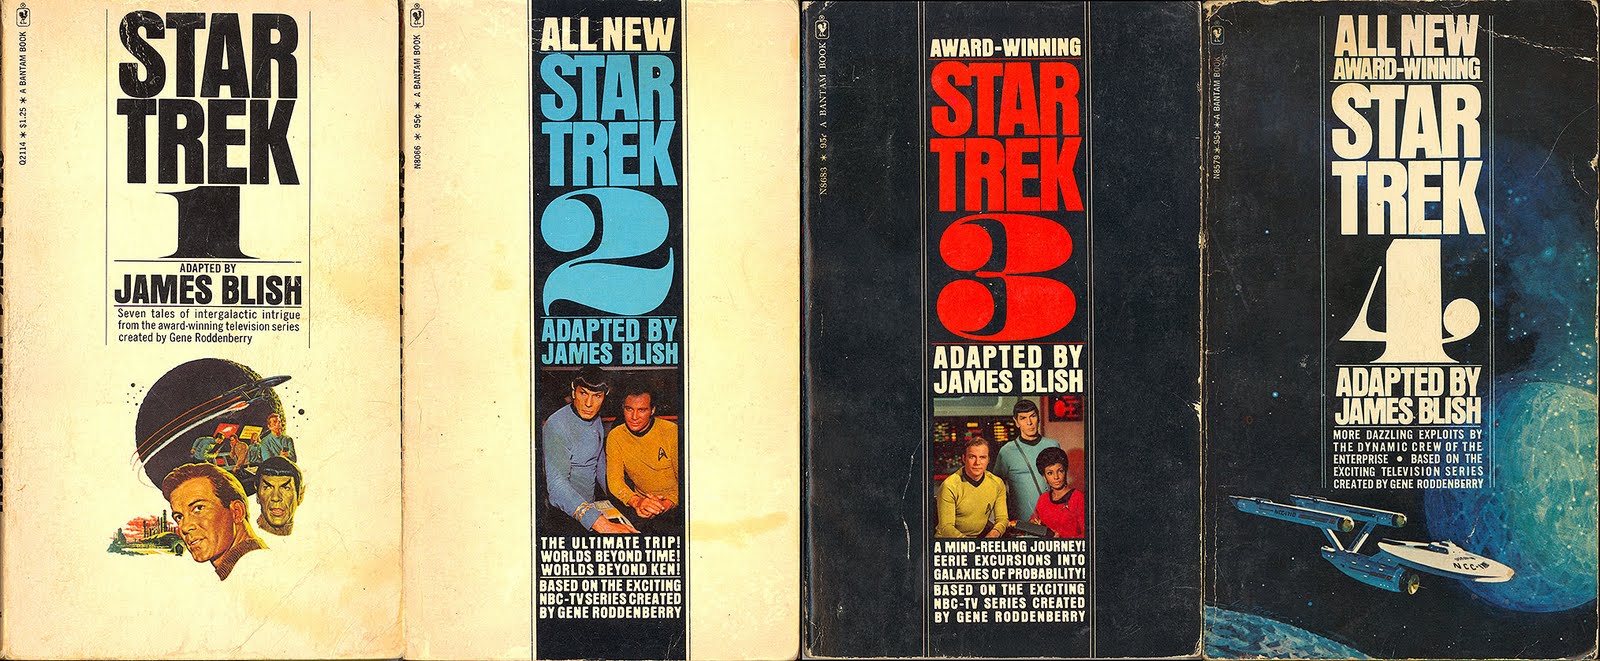 Q2114 * $1.25 * A BANTAM BOOK
STAR
TREK
1
ADAPTED BY
JAMES BLISH
Seven tales of intergalactic intrigue
from the award-winning television series
created by Gene Roddenberry
N8066 * 95¢ * A BANTAM BOOK
ALL NEW
STAR
TREK
2
ADAPTED BY
JAMES BLISH
THE ULTIMATE TRIP!
WORLDS BEYOND TIME!
WORLDS BEYOND KEN!
BASED ON THE EXCITING
NBC-TV SERIES CREATED
BY GENE RODDENBERRY
N8683 * 95¢ A BANTAM BOOK
AWARD-WINNING
STAR
TREK
3
ADAPTED BY
JAMES BLISH
A MIND-REELING JOURNEY!
EERIE EXCURSIONS INTO
GALAXIES OF PROBABILITY!
BASED ON THE EXCITING
NBC-TV SERIES CREATED
BY GENE RODDENBERRY
N8579 * 95¢ * A BANTAM BOOK
ALL NEW
AWARD-WINNING
STAR
TREK
4
ADAPTED BY
JAMES BLISH
MORE DAZZLING EXPLOITS BY
THE DYNAMIC CREW OF THE
ENTERPRISE • BASED ON THE
EXCITING TELEVISION SERIES
CREATED BY GENE RODDENBERRY